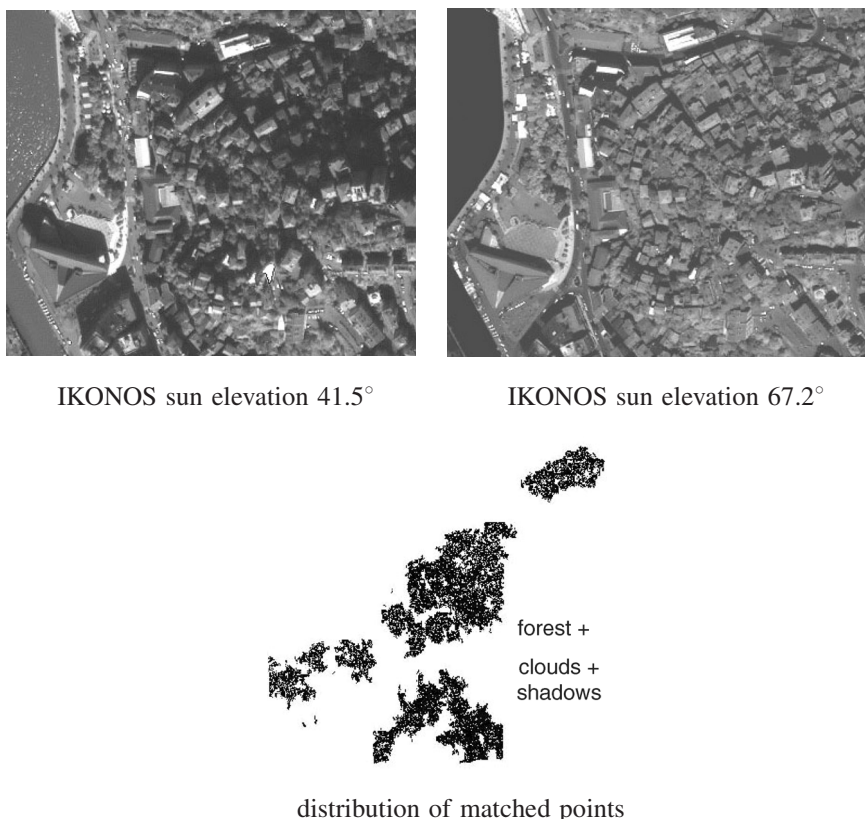 IKONOS sun elevation 41.5°
IKONOS sun elevation 67.2°
forest +
clouds +
shadows
distribution of matched points